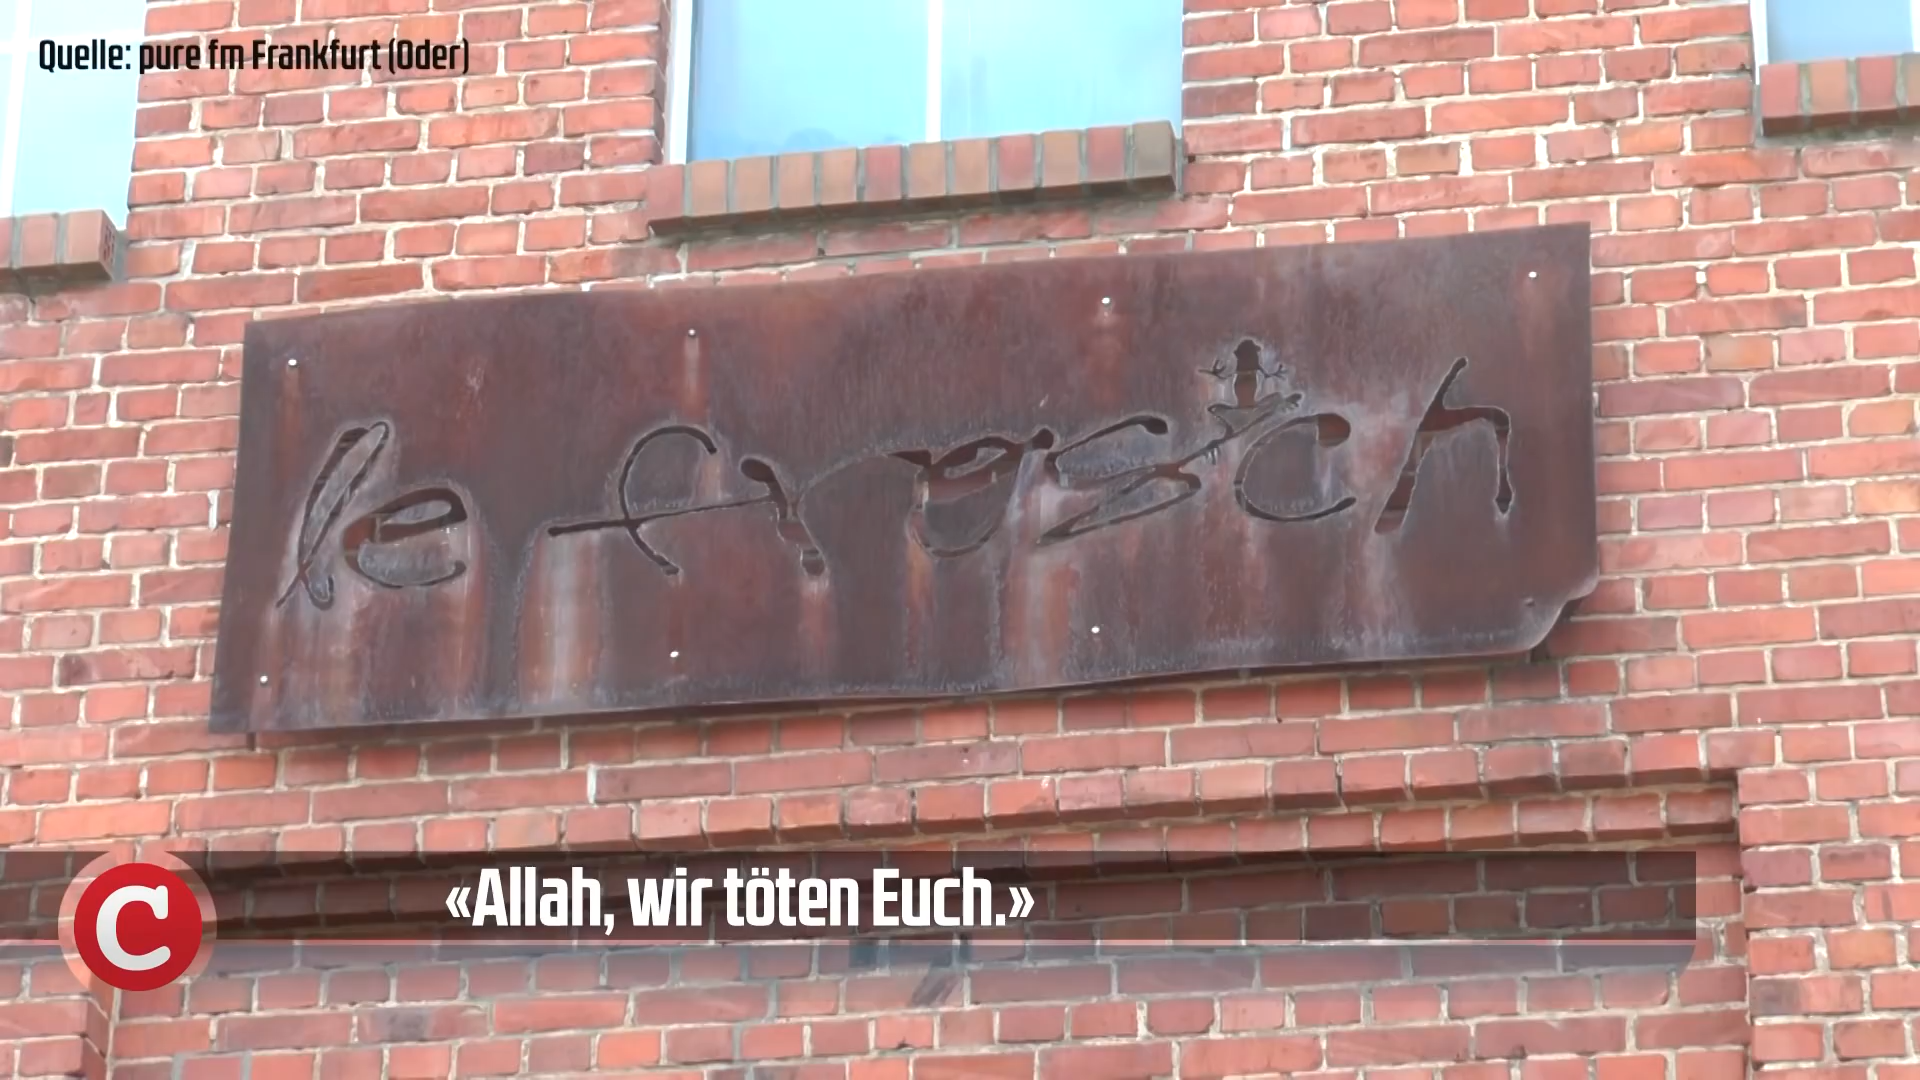 Quelle: pure fm Frankfurt (Oder)
le frosch
C
«Allah, wir töten Euch.»